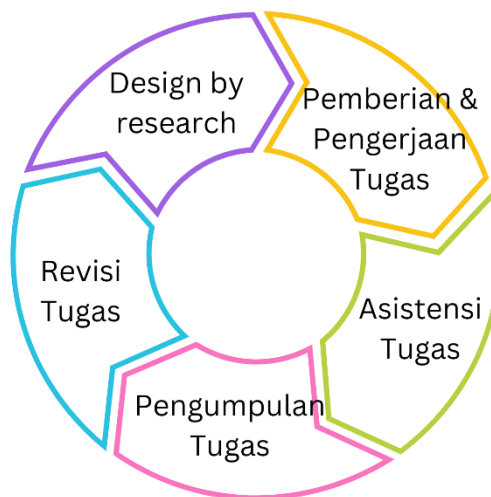 Design by
research
Pemberian &
Pengerjaan
Tugas
Asistensi
Tugas
Pengumpulan
Tugas
Revisi
Tugas